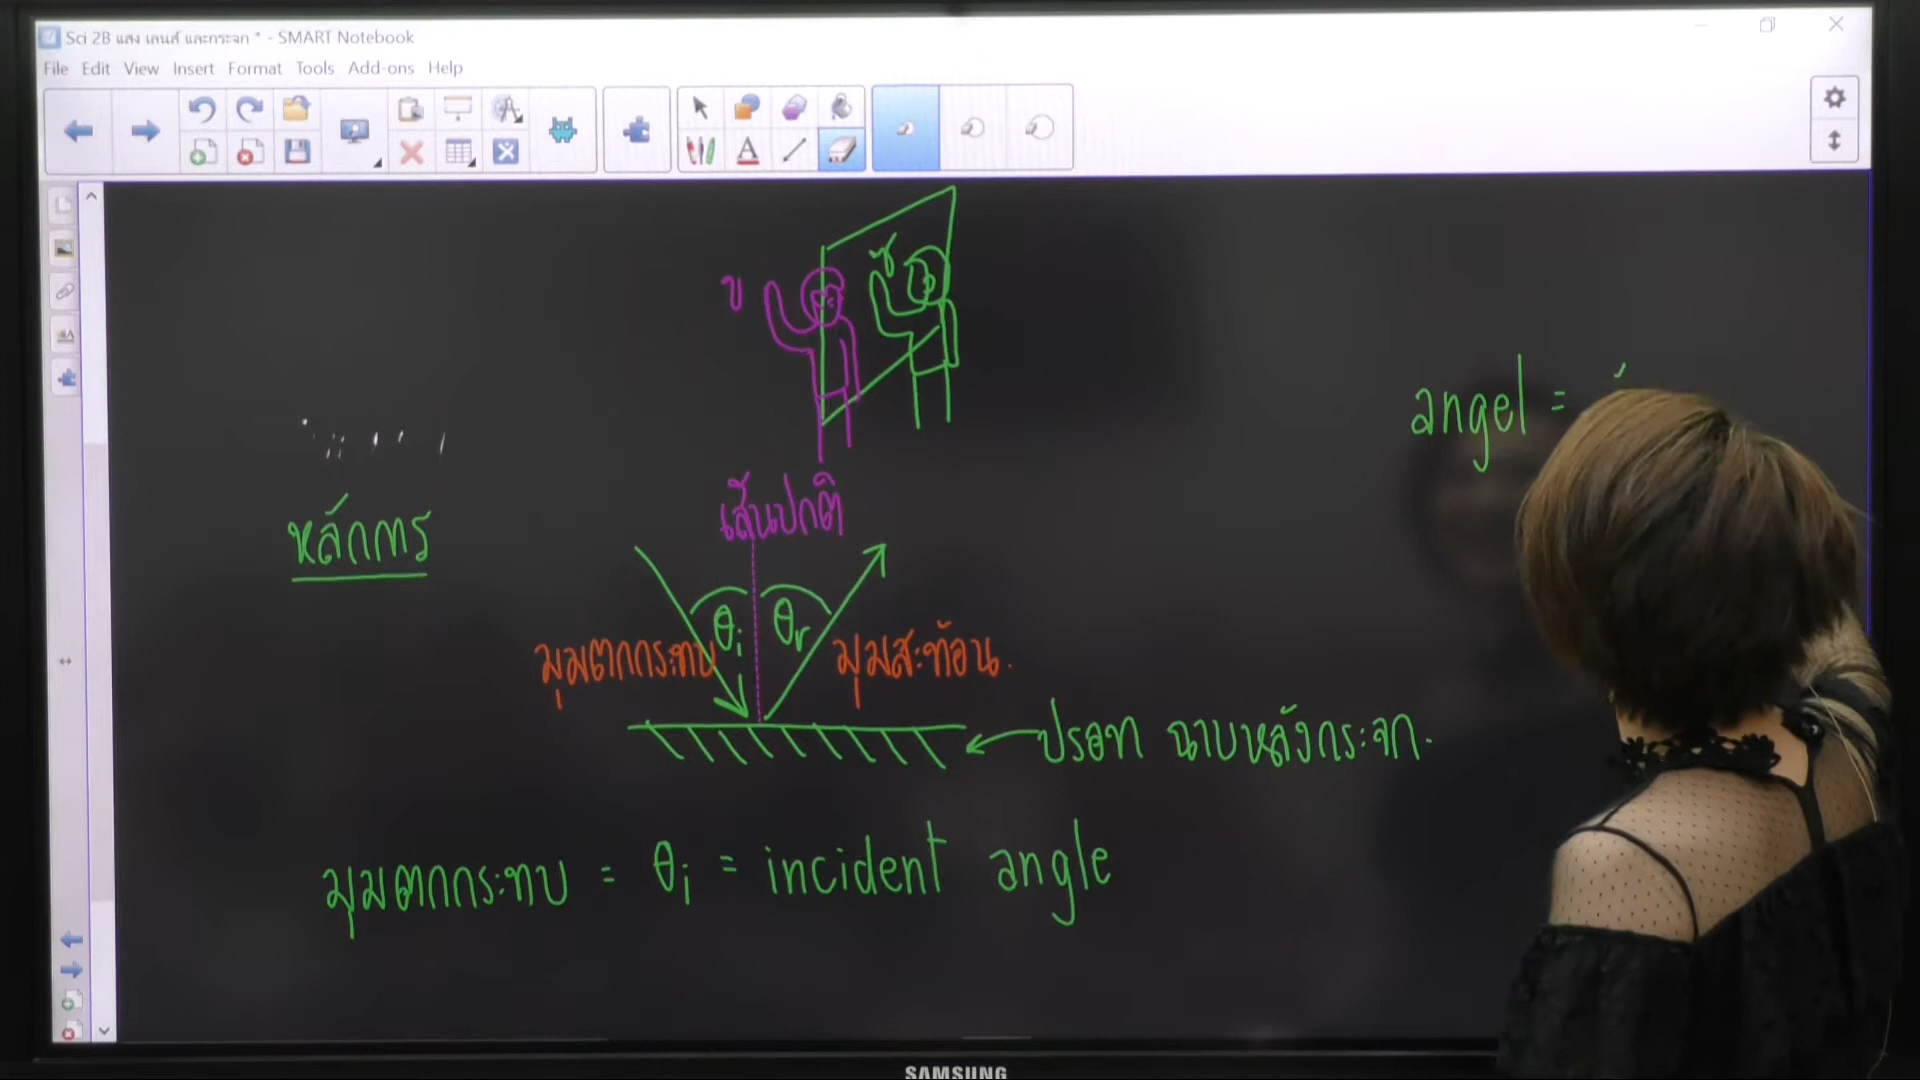 Sci 2B แสง เลนส์ และกระจก * - SMART Notebook
File Edit View Insert Format Tools Add-ons Help
ข
ซ
angel =
เส้นปกติ
หลักการ
θi θr
มุมตกกระทบ
มุมสะท้อน.
ปรอท ฉาบหลังกระจก.
มุมตกกระทบ = θi = incident angle
SAMSUNG